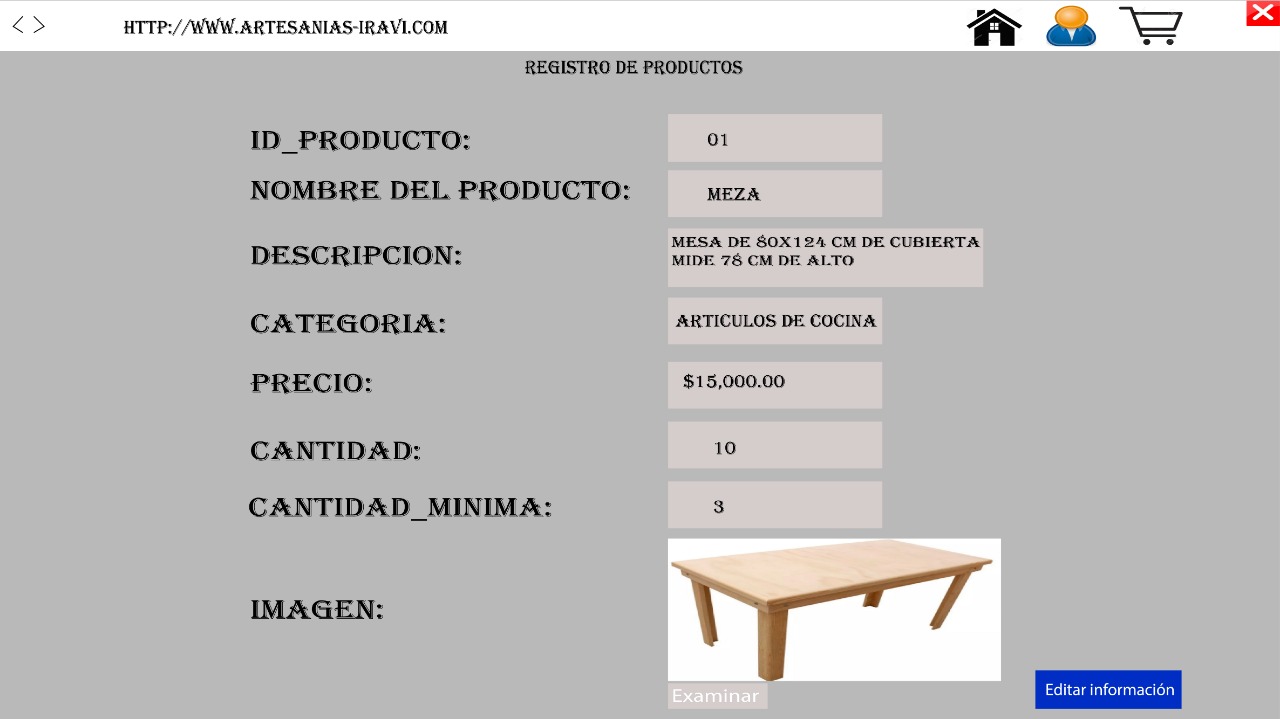 HTTP://WWW.ARTESANIAS-IRAVI.COM
REGISTRO DE PRODUCTOS
ID_PRODUCTO:
01
NOMBRE DEL PRODUCTO:
MEZA
DESCRIPCION:
MESA DE 80X124 CM DE CUBIERTA
MIDE 78 CM DE ALTO
CATEGORIA:
ARTICULOS DE COCINA
PRECIO:
$15,000.00
CANTIDAD:
10
CANTIDAD_MINIMA:
3
IMAGEN:
Examinar
Editar información